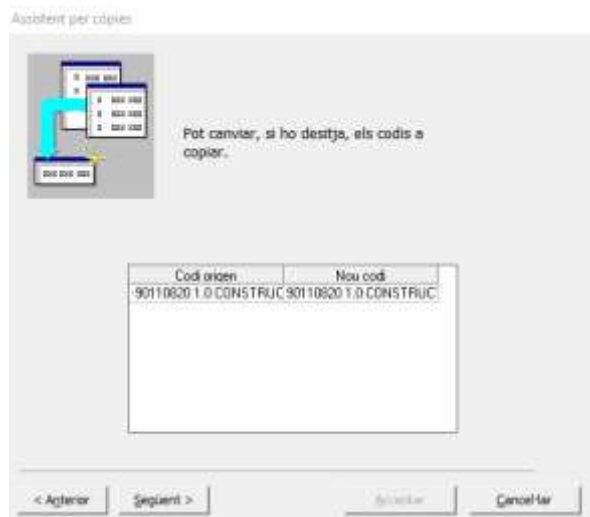 Assistent per copiar
Pot canviar, si ho desitja, els codis a
copiar.
Codi origen Nou codi
90110820 1.0 CONSTRUC 90110820 1.0 CONSTRUC
< Anterior Següent > Acceptar Cancel·lar